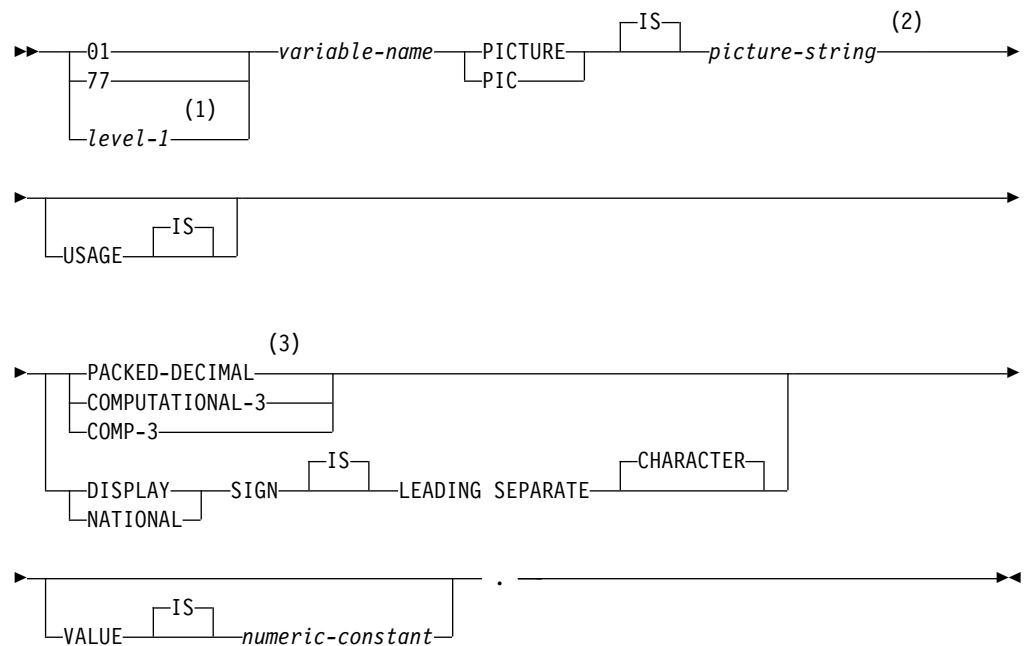 IS (2)
01 variable-name PICTURE picture-string
77 PIC
(1)
level-1
IS
USAGE
(3)
PACKED-DECIMAL
COMPUTATIONAL-3
COMP-3
IS CHARACTER
DISPLAY SIGN LEADING SEPARATE
NATIONAL
.
IS
VALUE numeric-constant